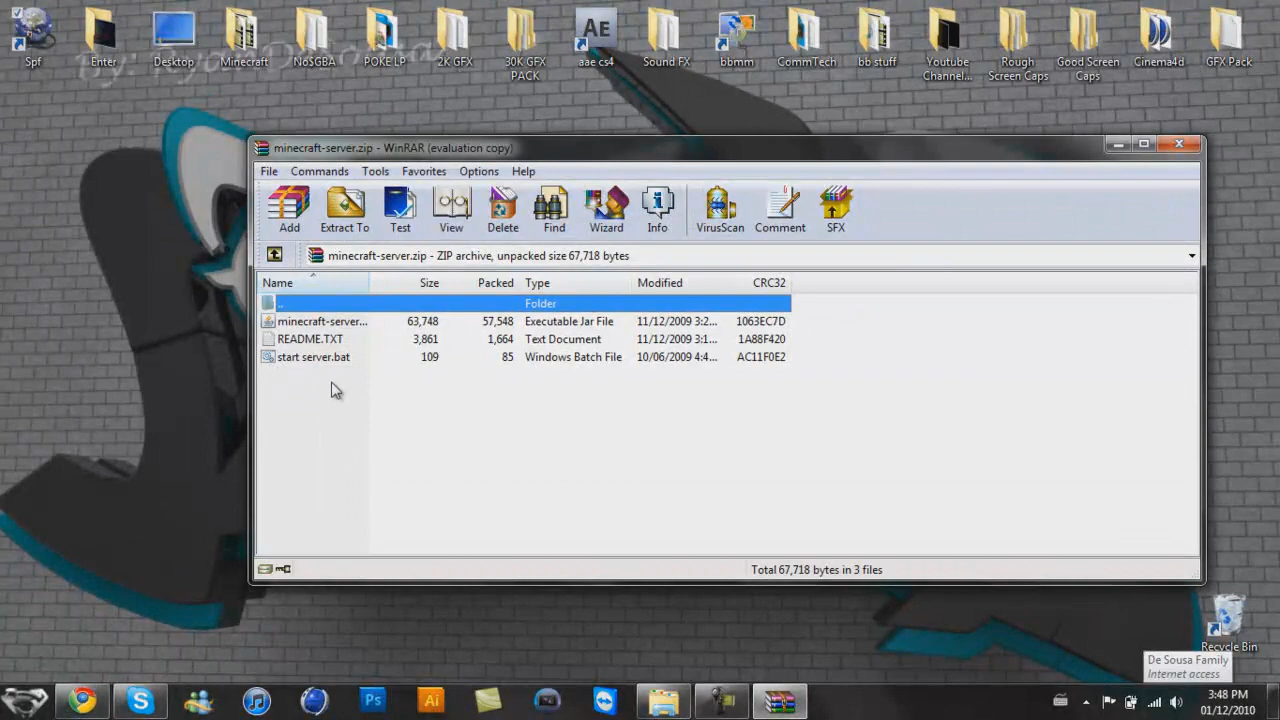 Spf
Enter
Desktop
Minecraft
No$GBA
POKE LP
2K GFX
30K GFX PACK
AE
aae cs4
Sound FX
bbmm
CommTech
bb stuff
Youtube Channel...
Rough Screen Caps
Good Screen Caps
Cinema4d
GFX Pack
minecraft-server.zip - WinRAR (evaluation copy)
File Commands Tools Favorites Options Help
Add Extract To Test View Delete Find Wizard Info VirusScan Comment SFX
minecraft-server.zip - ZIP archive, unpacked size 67,718 bytes
Name Size Packed Type Modified CRC32
.. Folder
minecraft-server... 63,748 57,548 Executable Jar File 11/12/2009 3:2... 1063EC7D
README.TXT 3,861 1,664 Text Document 11/12/2009 3:1... 1A88F420
start server.bat 109 85 Windows Batch File 10/06/2009 4:4... AC11F0E2
Total 67,718 bytes in 3 files
Recycle Bin
De Sousa Family
Internet access
Ps
Ai
3:48 PM
01/12/2010